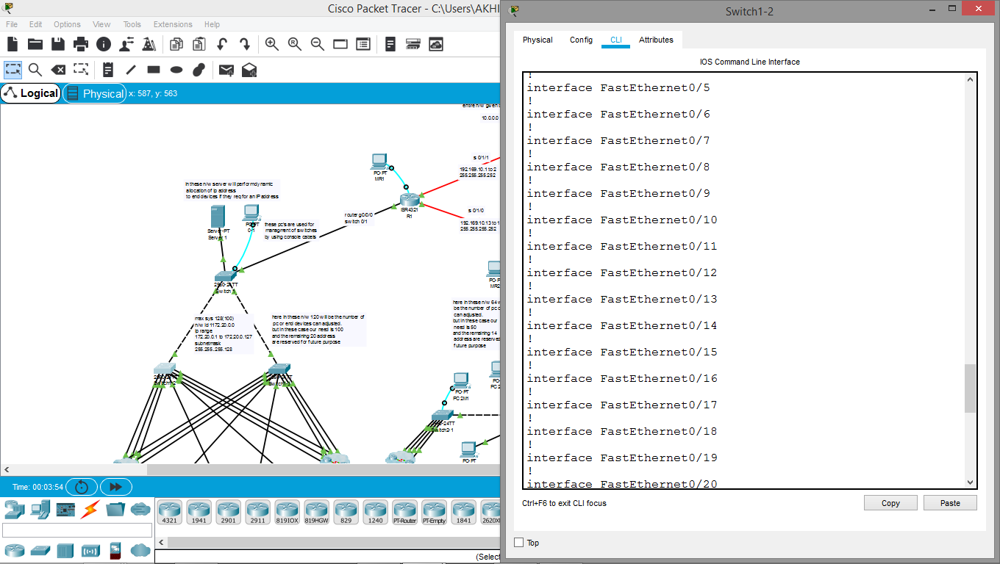 Cisco Packet Tracer - C:\Users\AKHI
File Edit Options View Tools Extensions Help
Logical Physical x: 587, y: 563
10.0.0.0
s 0/1/1
192.169.10.1 to 2
255.255.255.252
PC-PT
MR1
ISR4321
R1
s 0/1/0
192.169.10.13 to 1
255.255.255.252
router g0/0/0
switch 0/1
in these n/w server will perform dynamic
allocation of ip address
to end devices if they req for an IP address
Server-PT
Server 1
PC-PT
0-1
these pc's are used for
managment of switches
by using console cabels
2960-24TT
Switch
max sys 128(100)
n/w id 172.20.0.0
ip range
172.20.0.1 to 172.20.0.127
subnetmask
255.255..255.128
here in these n/w 120 will be the number of
pc or end devices can adjusted.
but in these case our need is 100
and the remaining 20 address
are reserved for future purpose
MR2
here in these n/w 64 w
be the number of pc o
can adjusted.
but in these case our
need is 50
and the remaining 14
address are reserved
future purpose
PC-PT
PC 2M1
Switch2-1
PC-PT
Time: 00:03:54
4321 1941 2901 2911 819IOX 819HGW 829 1240 PT-Router PT-Empty 1841 2620X
(Selec
Switch1-2
Physical Config CLI Attributes
IOS Command Line Interface
!
interface FastEthernet0/5
!
interface FastEthernet0/6
!
interface FastEthernet0/7
!
interface FastEthernet0/8
!
interface FastEthernet0/9
!
interface FastEthernet0/10
!
interface FastEthernet0/11
!
interface FastEthernet0/12
!
interface FastEthernet0/13
!
interface FastEthernet0/14
!
interface FastEthernet0/15
!
interface FastEthernet0/16
!
interface FastEthernet0/17
!
interface FastEthernet0/18
!
interface FastEthernet0/19
!
interface FastEthernet0/20
Ctrl+F6 to exit CLI focus
Copy Paste
Top